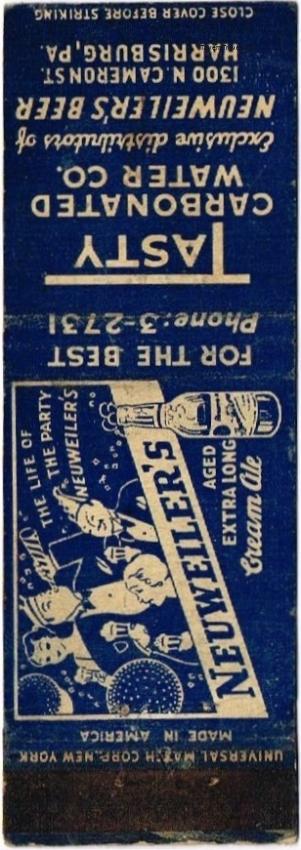 UNIVERSAL MATCH CORP. NEW YORK
MADE IN AMERICA
THE LIFE OF
THE PARTY
NEUWEILER'S
NEUWEILER'S
AGED
EXTRA LONG
Cream Ale
FOR THE BEST
Phone: 3-2731
TASTY
CARBONATED
WATER CO.
Exclusive distributors of
NEUWEILER'S BEER
1300 N. CAMERON ST.
HARRISBURG, PA.
CLOSE COVER BEFORE STRIKING